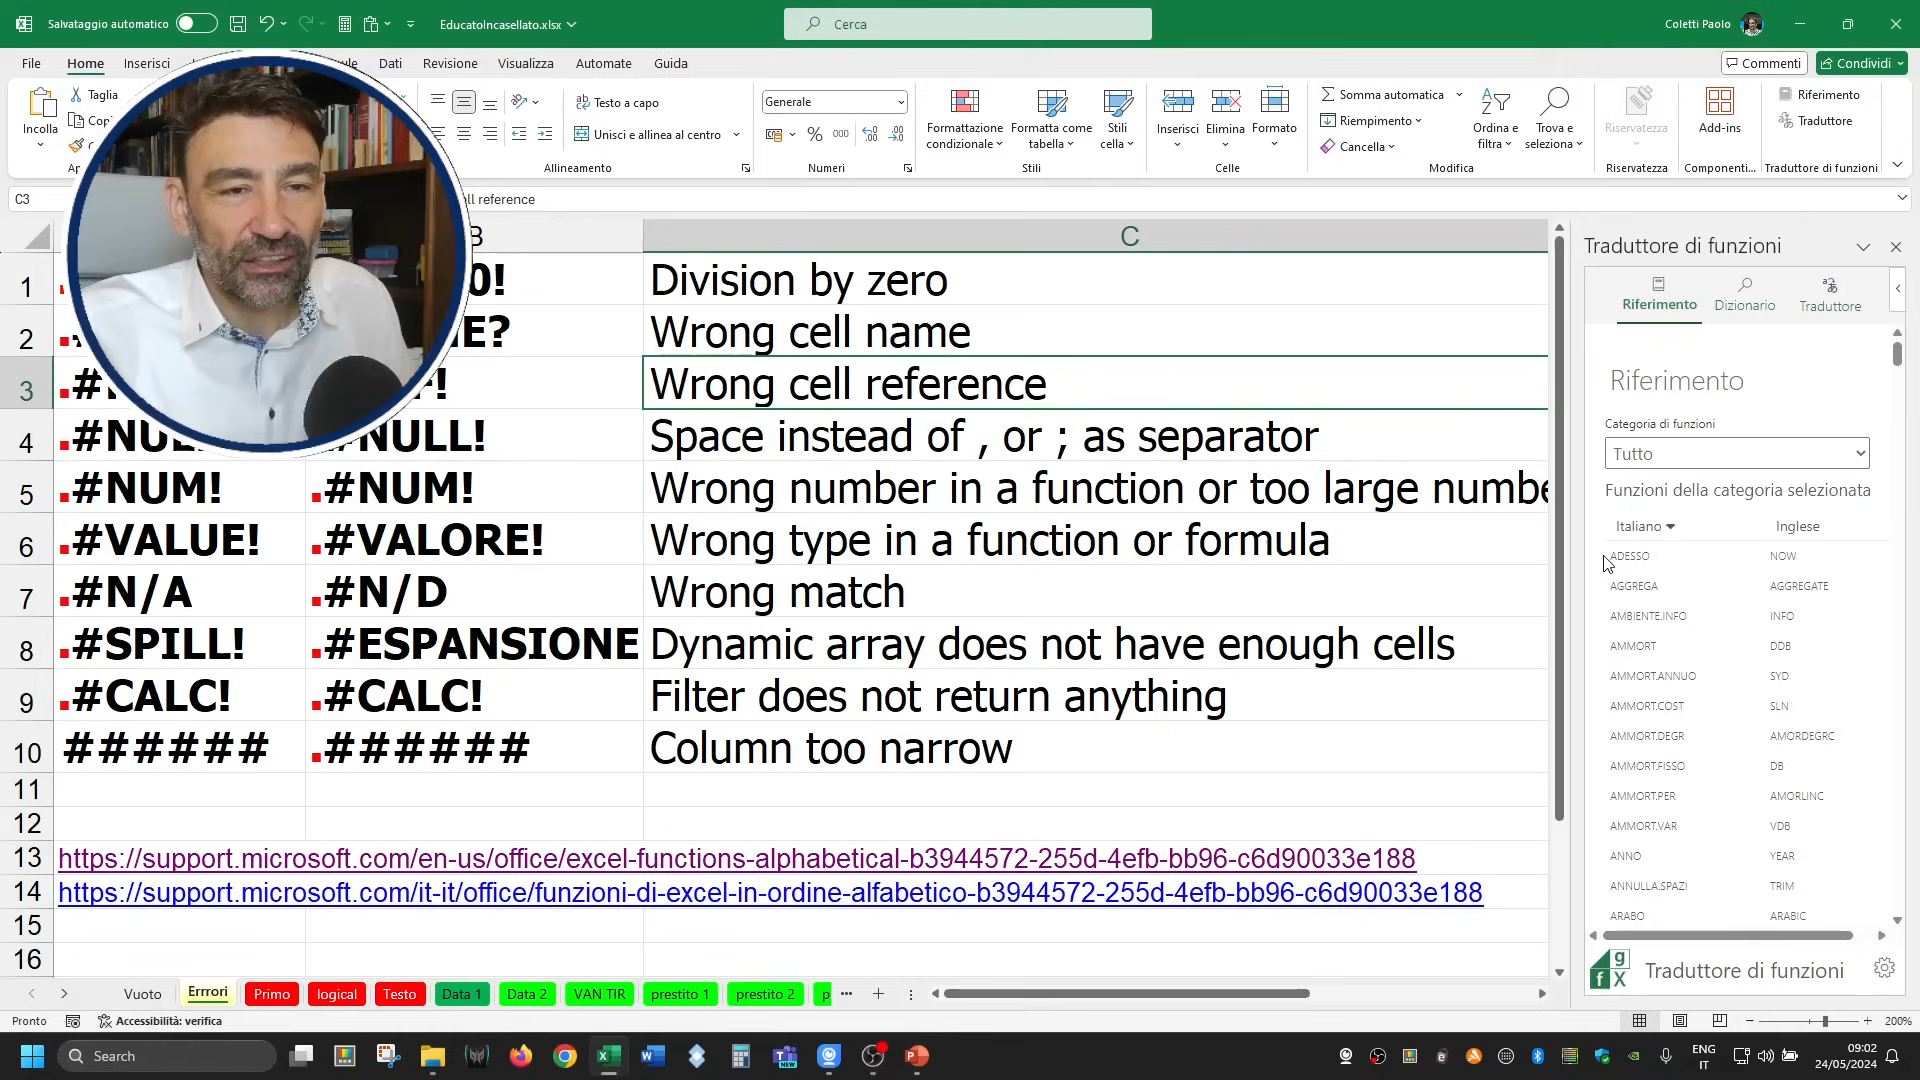 Salvataggio automatico
EducatoIncasellato.xlsx
Cerca
Coletti Paolo
File
Home
Inserisci
Dati
Revisione
Visualizza
Automate
Guida
Commenti
Condividi
Incolla
Taglia
Testo a capo
Unisci e allinea al centro
Allineamento
Generale
%
000
Numeri
Formattazione condizionale
Formatta come tabella
Stili cella
Stili
Inserisci
Elimina
Formato
Celle
Somma automatica
Riempimento
Cancella
Ordina e filtra
Trova e seleziona
Modifica
Riservatezza
Riservatezza
Add-ins
Componenti...
Riferimento
Traduttore
Traduttore di funzioni
C3
reference
B
C
1 0! Division by zero
2 E? Wrong cell name
3 Wrong cell reference
4 #NULL! Space instead of , or ; as separator
5 #NUM! #NUM! Wrong number in a function or too large numbe
6 #VALUE! #VALORE! Wrong type in a function or formula
7 #N/A #N/D Wrong match
8 #SPILL! #ESPANSIONE Dynamic array does not have enough cells
9 #CALC! #CALC! Filter does not return anything
10 ###### ###### Column too narrow
11
12
13 https://support.microsoft.com/en-us/office/excel-functions-alphabetical-b3944572-255d-4efb-bb96-c6d90033e188
14 https://support.microsoft.com/it-it/office/funzioni-di-excel-in-ordine-alfabetico-b3944572-255d-4efb-bb96-c6d90033e188
15
16
Traduttore di funzioni
Riferimento
Dizionario
Traduttore
Riferimento
Categoria di funzioni
Tutto
Funzioni della categoria selezionata
Italiano Inglese
ADESSO NOW
AGGREGA AGGREGATE
AMBIENTE.INFO INFO
AMMORT DDB
AMMORT.ANNUO SYD
AMMORT.COST SLN
AMMORT.DEGR AMORDEGRC
AMMORT.FISSO DB
AMMORT.PER AMORLINC
AMMORT.VAR VDB
ANNO YEAR
ANNULLA.SPAZI TRIM
ARABO ARABIC
Traduttore di funzioni
Vuoto
Errrori
Primo
logical
Testo
Data 1
Data 2
VAN TIR
prestito 1
prestito 2
p
Pronto
Accessibilità: verifica
200%
Search
ENG
IT
09:02
24/05/2024